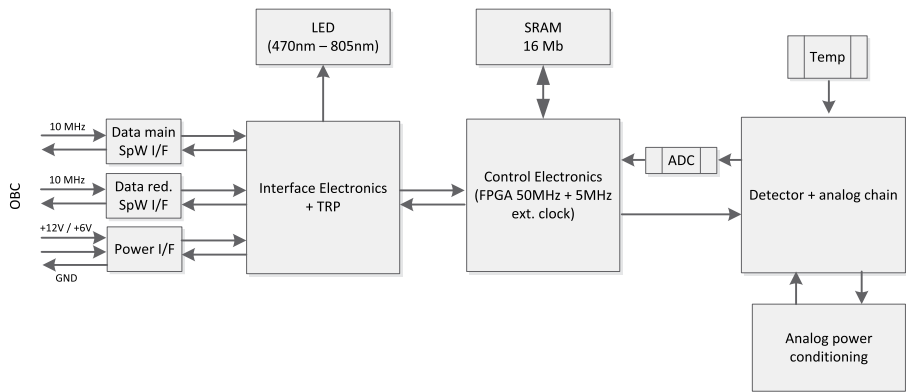 LED
(470nm – 805nm)
SRAM
16 Mb
Temp
10 MHz
Data main
SpW I/F
OBC
10 MHz
Data red.
SpW I/F
+12V / +6V
Power I/F
GND
Interface Electronics
+ TRP
Control Electronics
(FPGA 50MHz + 5MHz
ext. clock)
ADC
Detector + analog chain
Analog power
conditioning